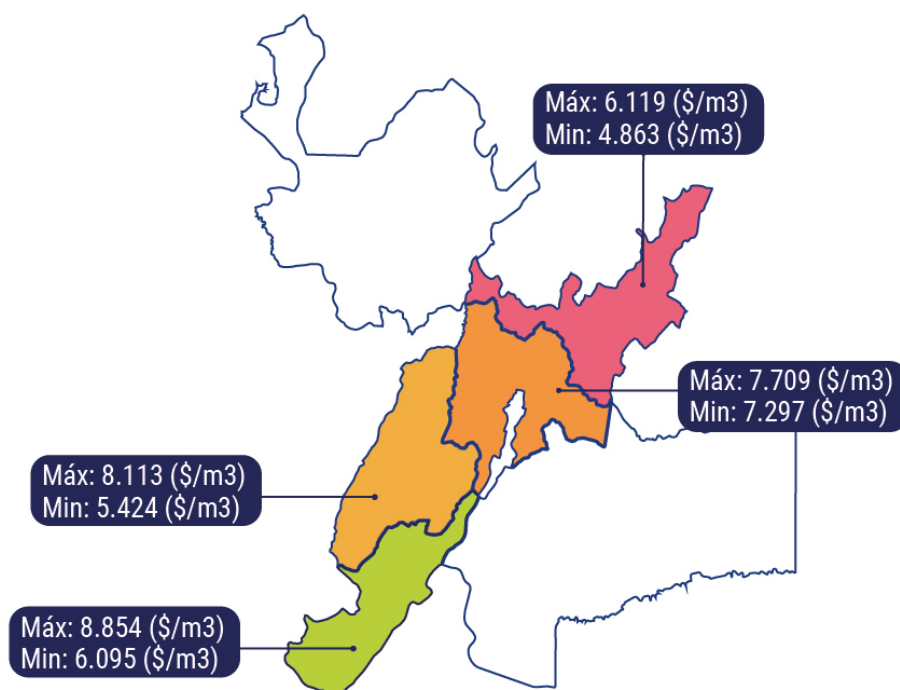 Máx: 6.119 ($/m3)
Min: 4.863 ($/m3)
Máx: 7.709 ($/m3)
Min: 7.297 ($/m3)
Máx: 8.113 ($/m3)
Min: 5.424 ($/m3)
Máx: 8.854 ($/m3)
Min: 6.095 ($/m3)